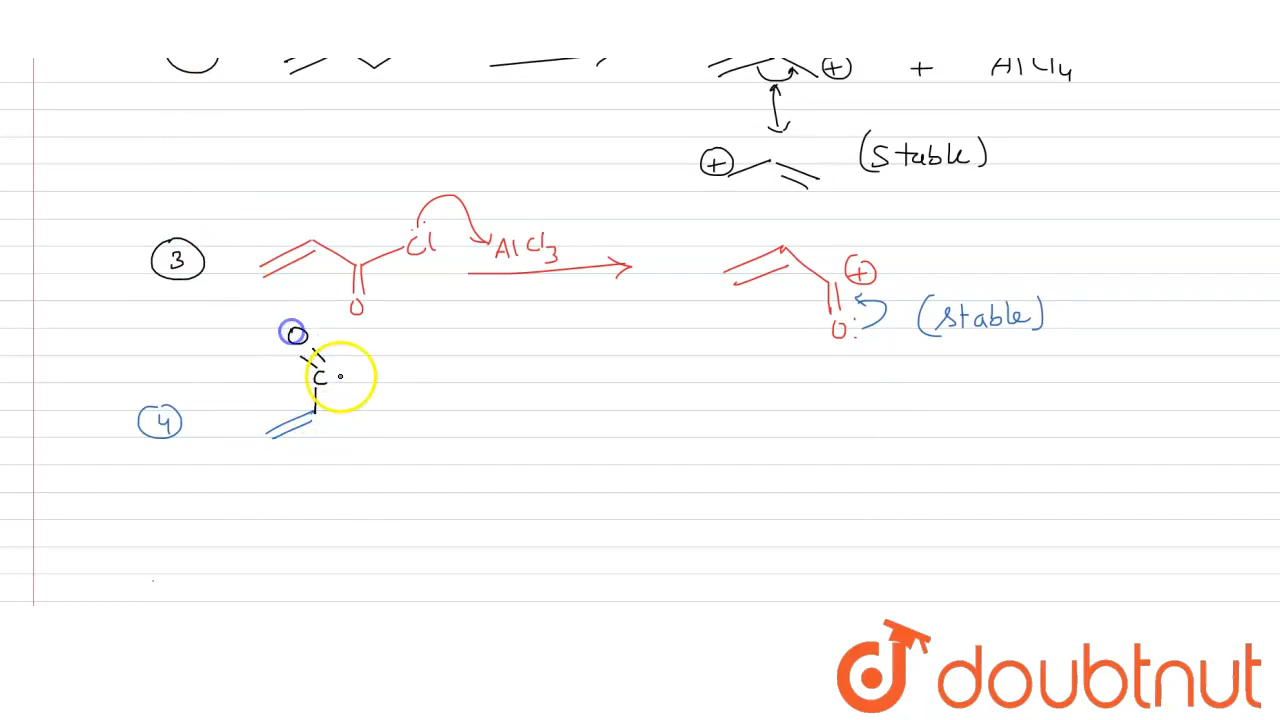 ⊕ + AlCl4
⊕ (stable)
3 Cl AlCl3 ⊕
O O: (stable)
O
C
4
doubtnut